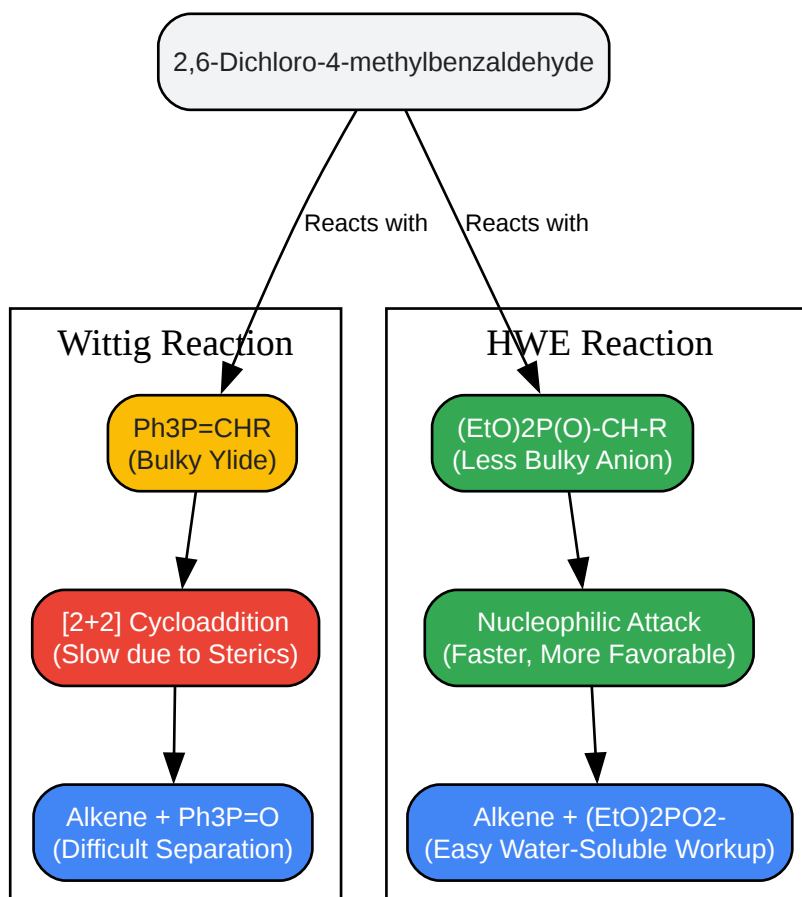 2,6-Dichloro-4-methylbenzaldehyde
Reacts with
Reacts with
Wittig Reaction
Ph3P=CHR
(Bulky Ylide)
[2+2] Cycloaddition
(Slow due to Sterics)
Alkene + Ph3P=O
(Difficult Separation)
HWE Reaction
(EtO)2P(O)-CH-R
(Less Bulky Anion)
Nucleophilic Attack
(Faster, More Favorable)
Alkene + (EtO)2PO2-
(Easy Water-Soluble Workup)